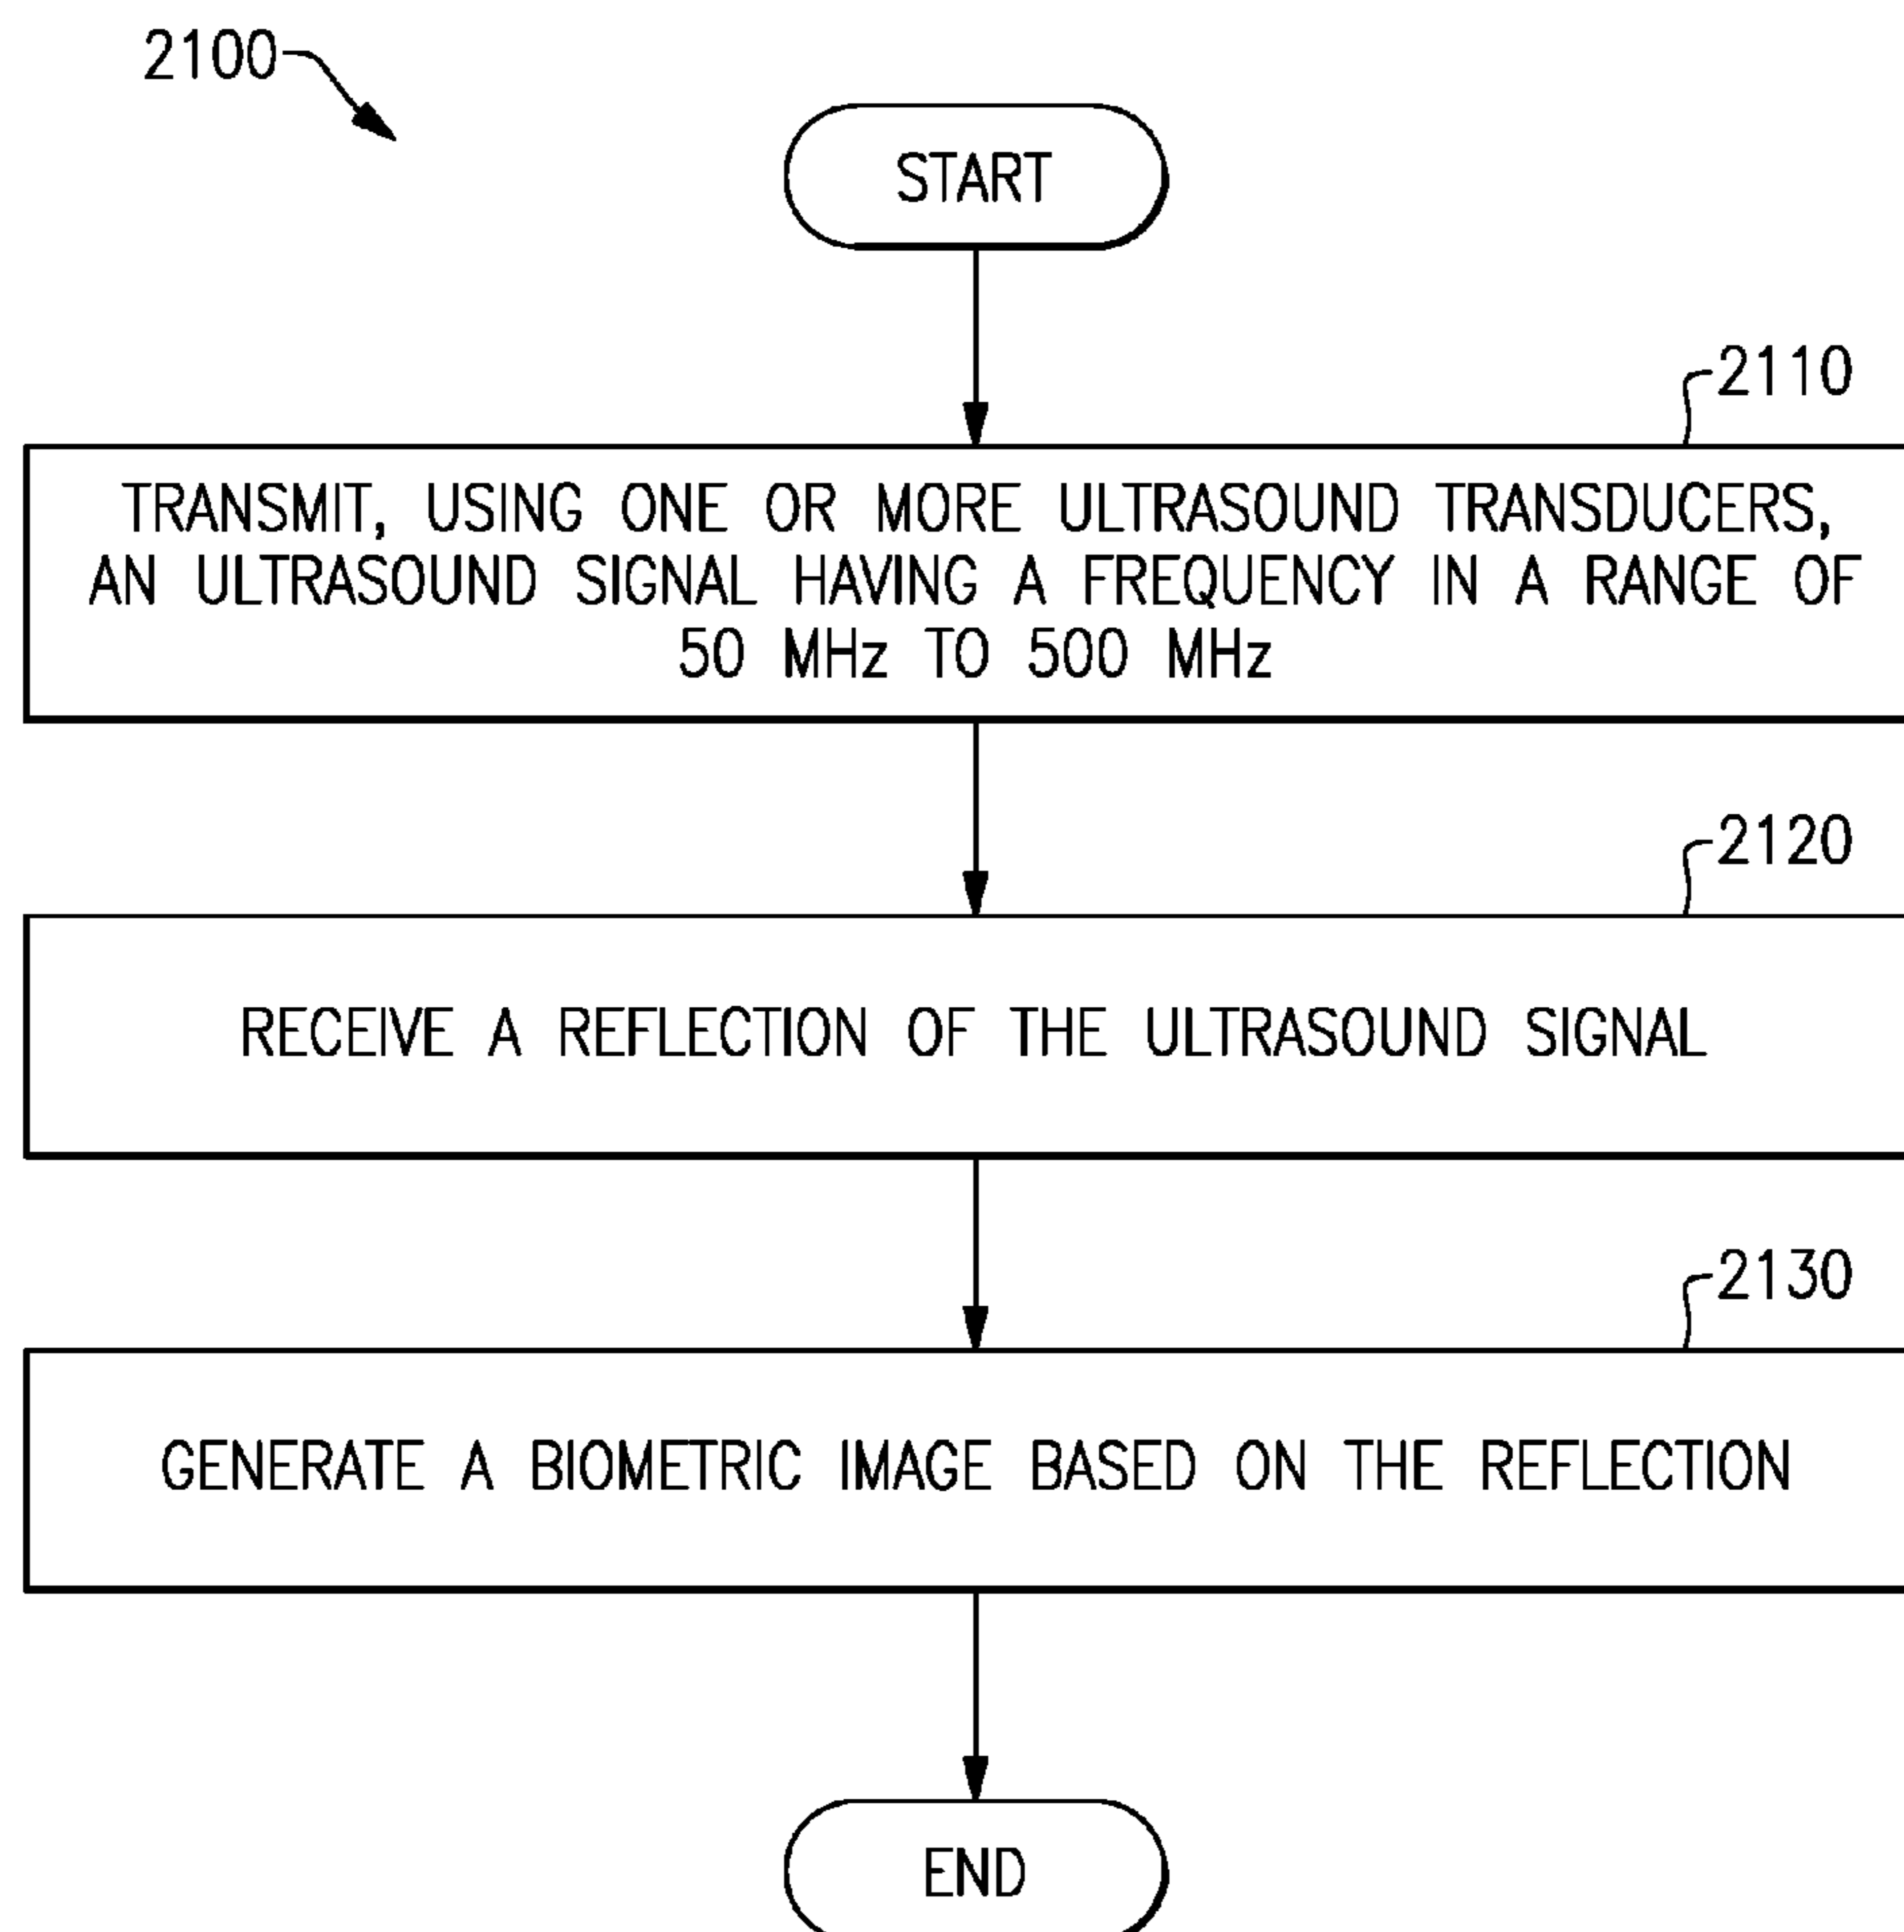 2100
START
2110
TRANSMIT, USING ONE OR MORE ULTRASOUND TRANSDUCERS,
AN ULTRASOUND SIGNAL HAVING A FREQUENCY IN A RANGE OF
50 MHz TO 500 MHz
2120
RECEIVE A REFLECTION OF THE ULTRASOUND SIGNAL
2130
GENERATE A BIOMETRIC IMAGE BASED ON THE REFLECTION
END